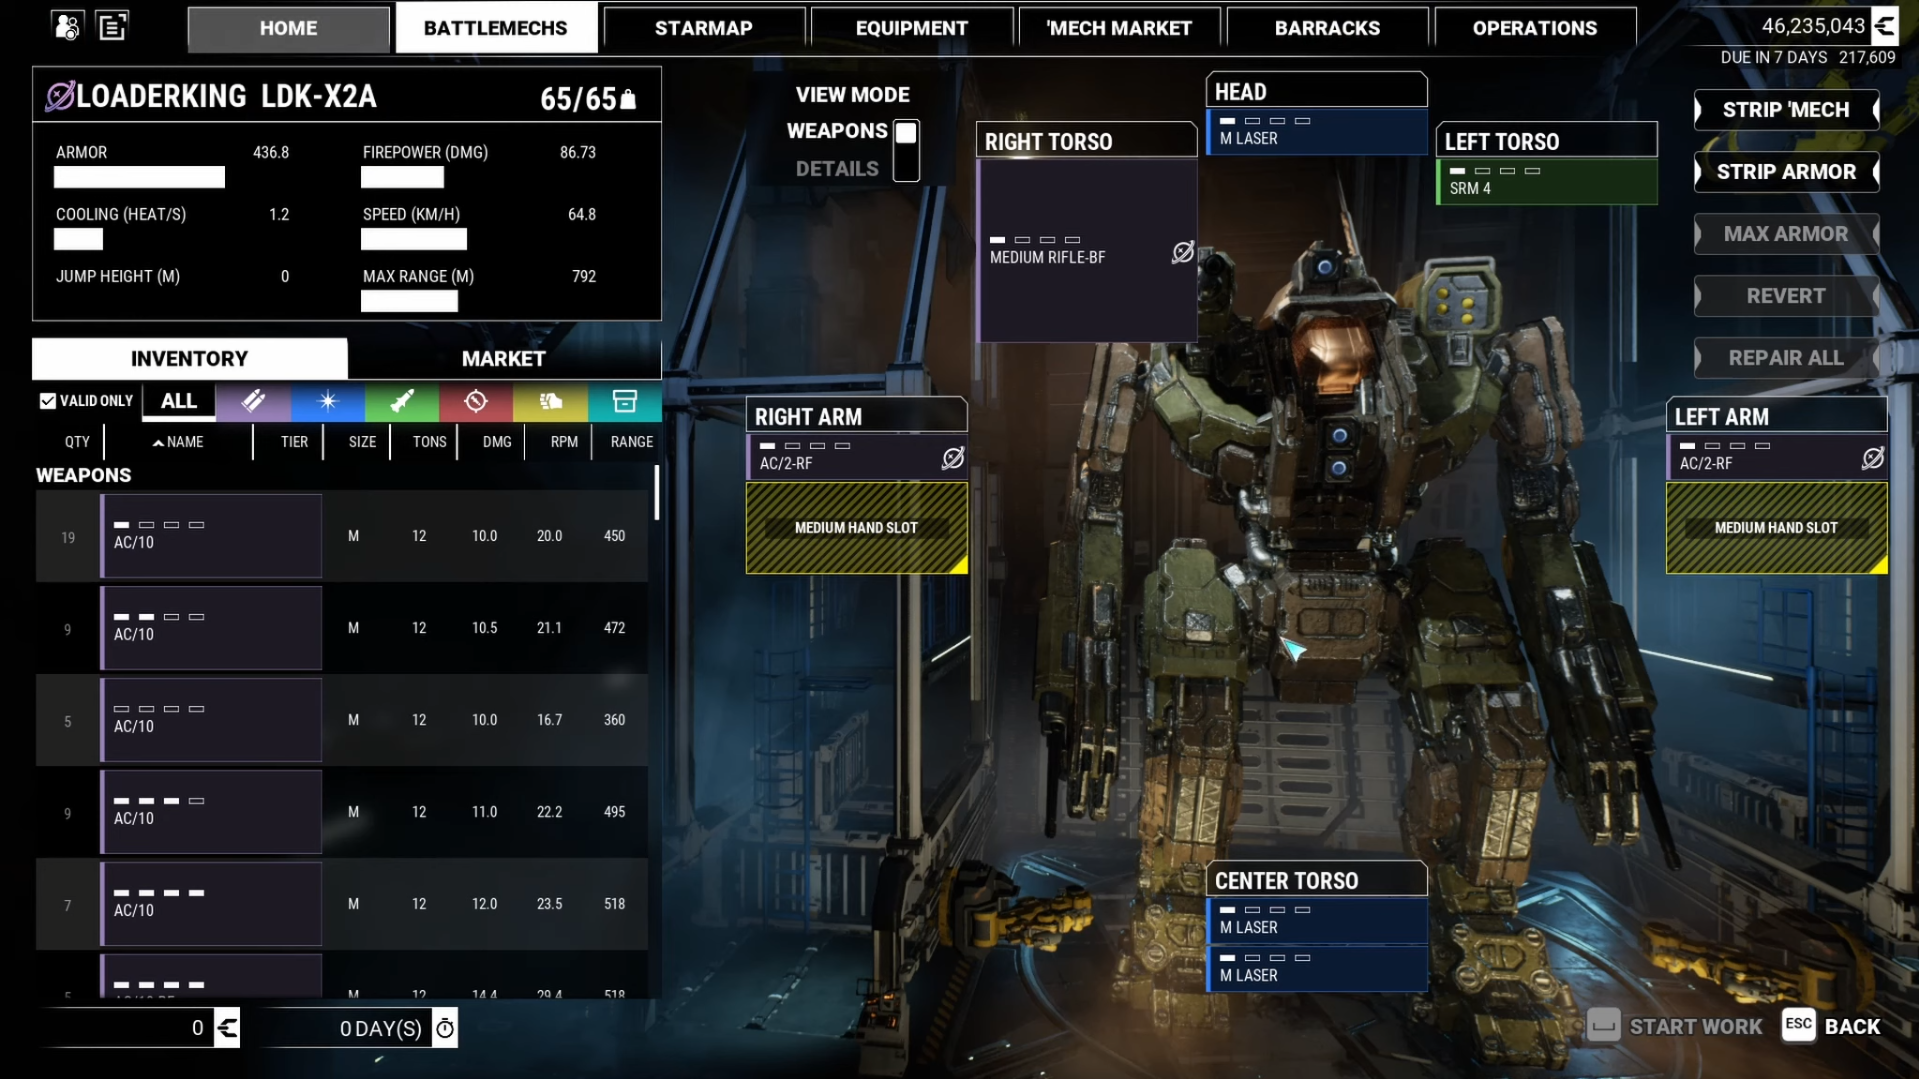 HOME
BATTLEMECHS
STARMAP
EQUIPMENT
'MECH MARKET
BARRACKS
OPERATIONS
46,235,043
DUE IN 7 DAYS 217,609
LOADERKING LDK-X2A
65/65
ARMOR 436.8
FIREPOWER (DMG) 86.73
COOLING (HEAT/S) 1.2
SPEED (KM/H) 64.8
JUMP HEIGHT (M) 0
MAX RANGE (M) 792
VIEW MODE
WEAPONS
DETAILS
HEAD
M LASER
RIGHT TORSO
MEDIUM RIFLE-BF
LEFT TORSO
SRM 4
STRIP 'MECH
STRIP ARMOR
MAX ARMOR
REVERT
REPAIR ALL
INVENTORY
MARKET
VALID ONLY
ALL
QTY NAME TIER SIZE TONS DMG RPM RANGE
WEAPONS
19 AC/10 M 12 10.0 20.0 450
9 AC/10 M 12 10.5 21.1 472
5 AC/10 M 12 10.0 16.7 360
9 AC/10 M 12 11.0 22.2 495
7 AC/10 M 12 12.0 23.5 518
M 12 14.4 29.4 518
RIGHT ARM
AC/2-RF
MEDIUM HAND SLOT
LEFT ARM
AC/2-RF
MEDIUM HAND SLOT
CENTER TORSO
M LASER
M LASER
0
0 DAY(S)
START WORK
ESC BACK